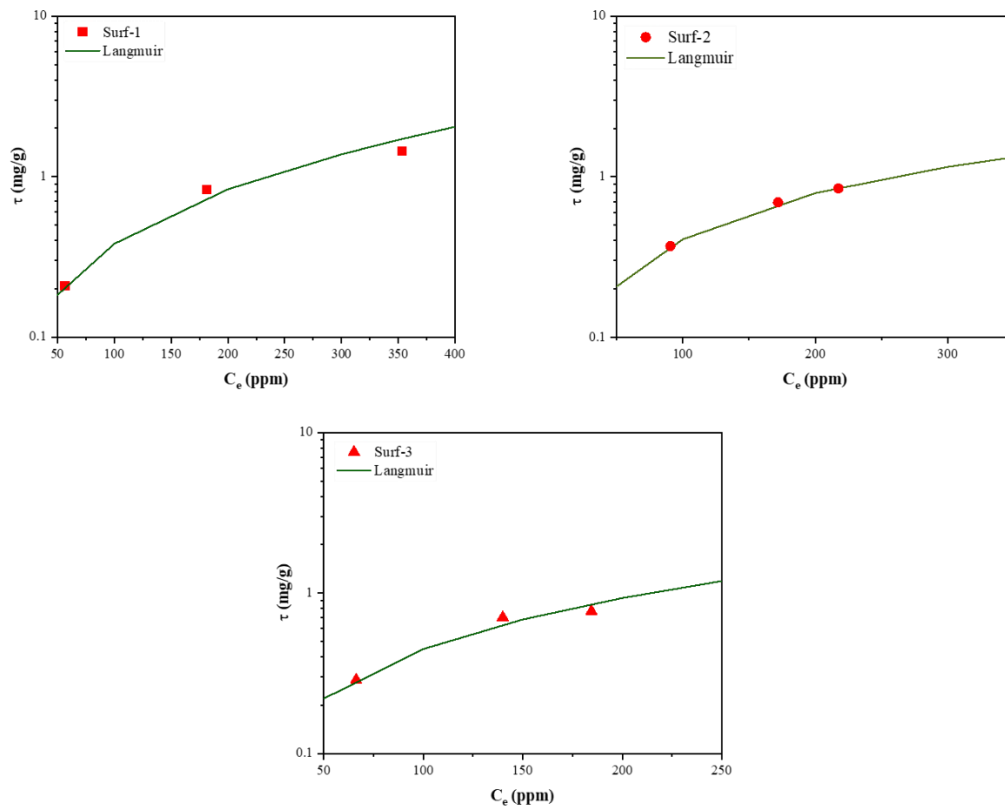 10
1
0.1
τ (mg/g)
Surf-1
Langmuir
50 100 150 200 250 300 350 400
Cₑ (ppm)
10
1
0.1
τ (mg/g)
Surf-2
Langmuir
100 200 300
Cₑ (ppm)
10
1
0.1
τ (mg/g)
Surf-3
Langmuir
50 100 150 200 250
Cₑ (ppm)